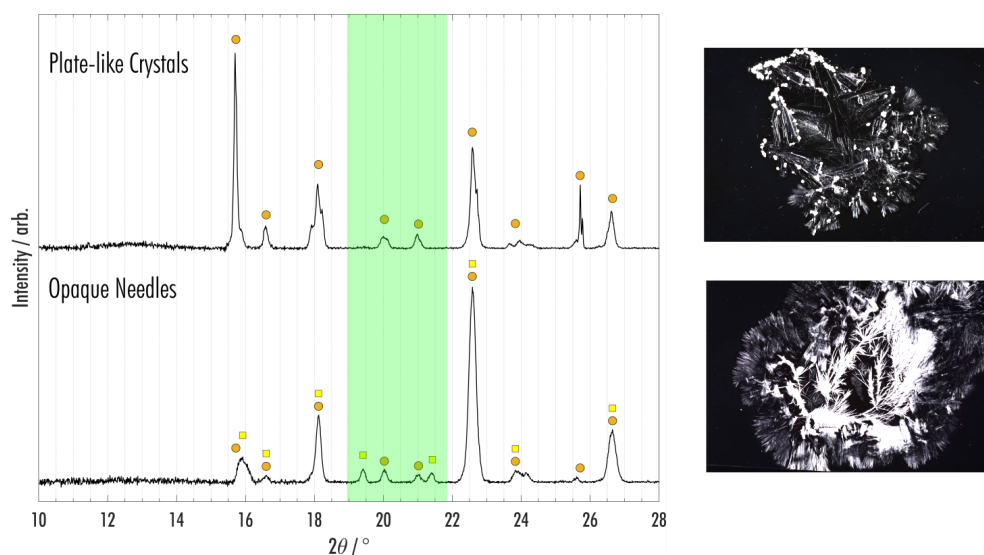 Plate-like Crystals
Opaque Needles
Intensity / arb.
10 12 14 16 18 20 22 24 26 28
2θ / °